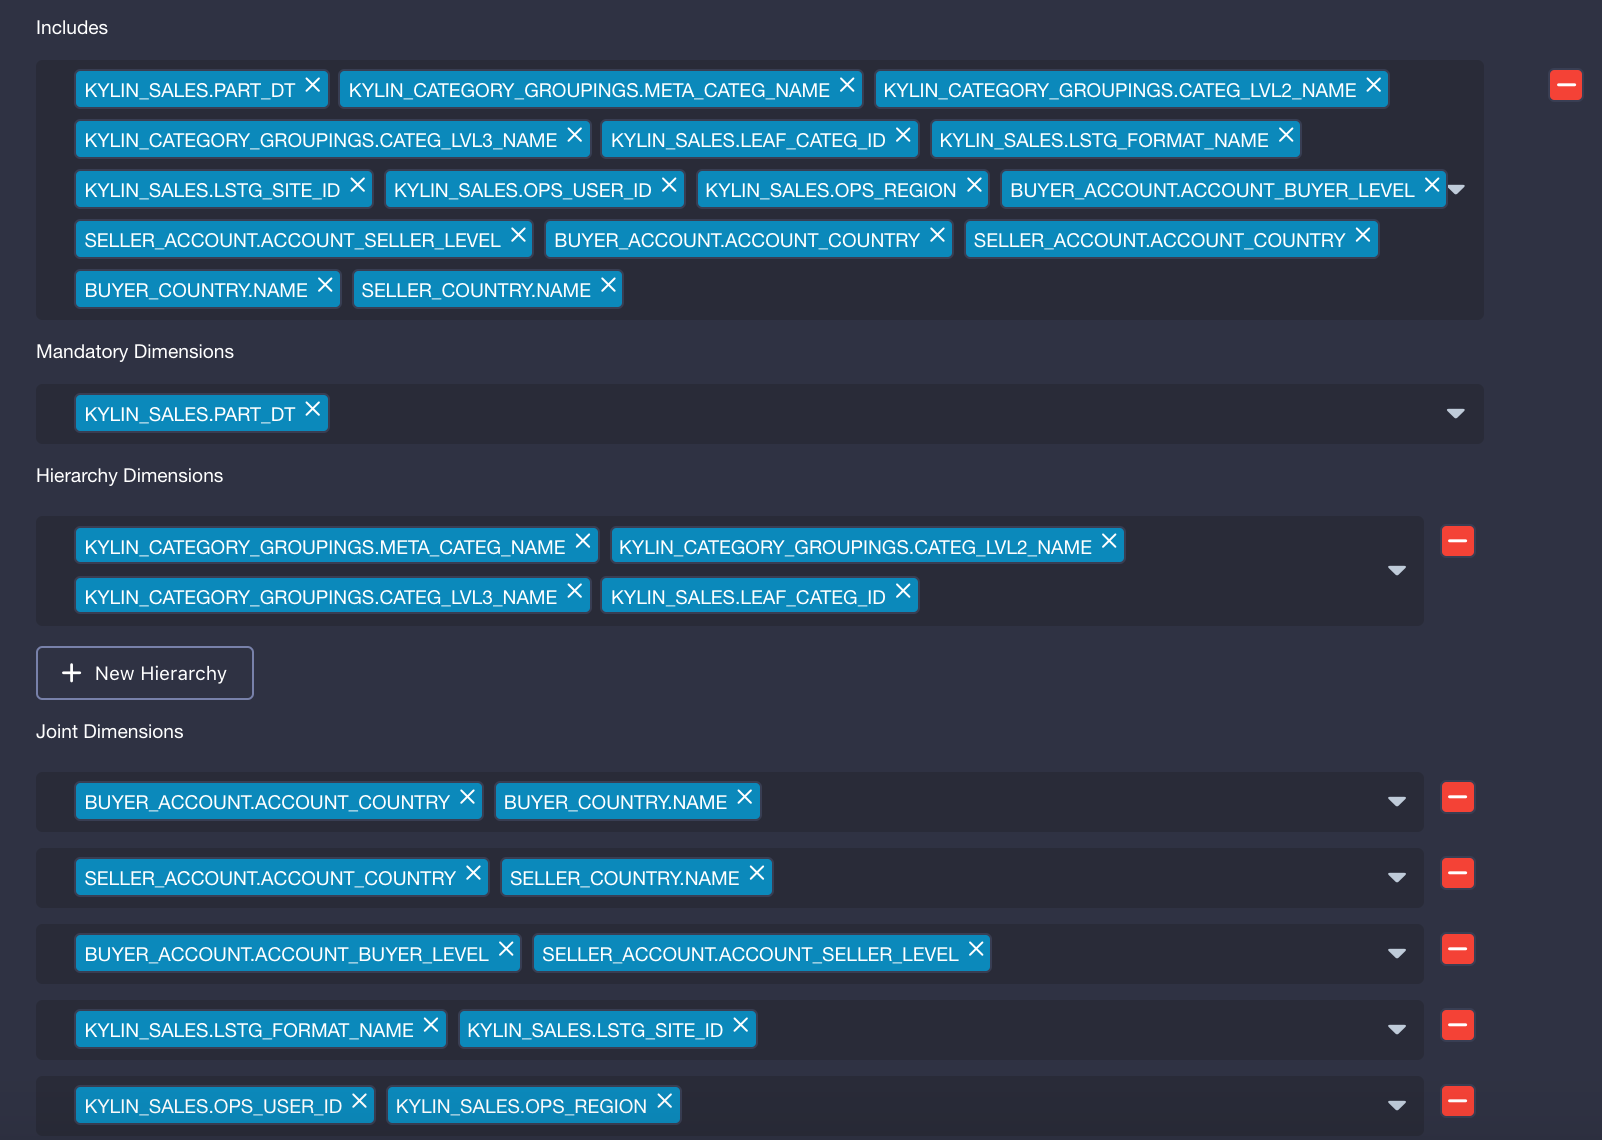 Includes
KYLIN_SALES.PART_DT KYLIN_CATEGORY_GROUPINGS.META_CATEG_NAME KYLIN_CATEGORY_GROUPINGS.CATEG_LVL2_NAME
KYLIN_CATEGORY_GROUPINGS.CATEG_LVL3_NAME KYLIN_SALES.LEAF_CATEG_ID KYLIN_SALES.LSTG_FORMAT_NAME
KYLIN_SALES.LSTG_SITE_ID KYLIN_SALES.OPS_USER_ID KYLIN_SALES.OPS_REGION BUYER_ACCOUNT.ACCOUNT_BUYER_LEVEL
SELLER_ACCOUNT.ACCOUNT_SELLER_LEVEL BUYER_ACCOUNT.ACCOUNT_COUNTRY SELLER_ACCOUNT.ACCOUNT_COUNTRY
BUYER_COUNTRY.NAME SELLER_COUNTRY.NAME
Mandatory Dimensions
KYLIN_SALES.PART_DT
Hierarchy Dimensions
KYLIN_CATEGORY_GROUPINGS.META_CATEG_NAME KYLIN_CATEGORY_GROUPINGS.CATEG_LVL2_NAME
KYLIN_CATEGORY_GROUPINGS.CATEG_LVL3_NAME KYLIN_SALES.LEAF_CATEG_ID
New Hierarchy
Joint Dimensions
BUYER_ACCOUNT.ACCOUNT_COUNTRY BUYER_COUNTRY.NAME
SELLER_ACCOUNT.ACCOUNT_COUNTRY SELLER_COUNTRY.NAME
BUYER_ACCOUNT.ACCOUNT_BUYER_LEVEL SELLER_ACCOUNT.ACCOUNT_SELLER_LEVEL
KYLIN_SALES.LSTG_FORMAT_NAME KYLIN_SALES.LSTG_SITE_ID
KYLIN_SALES.OPS_USER_ID KYLIN_SALES.OPS_REGION